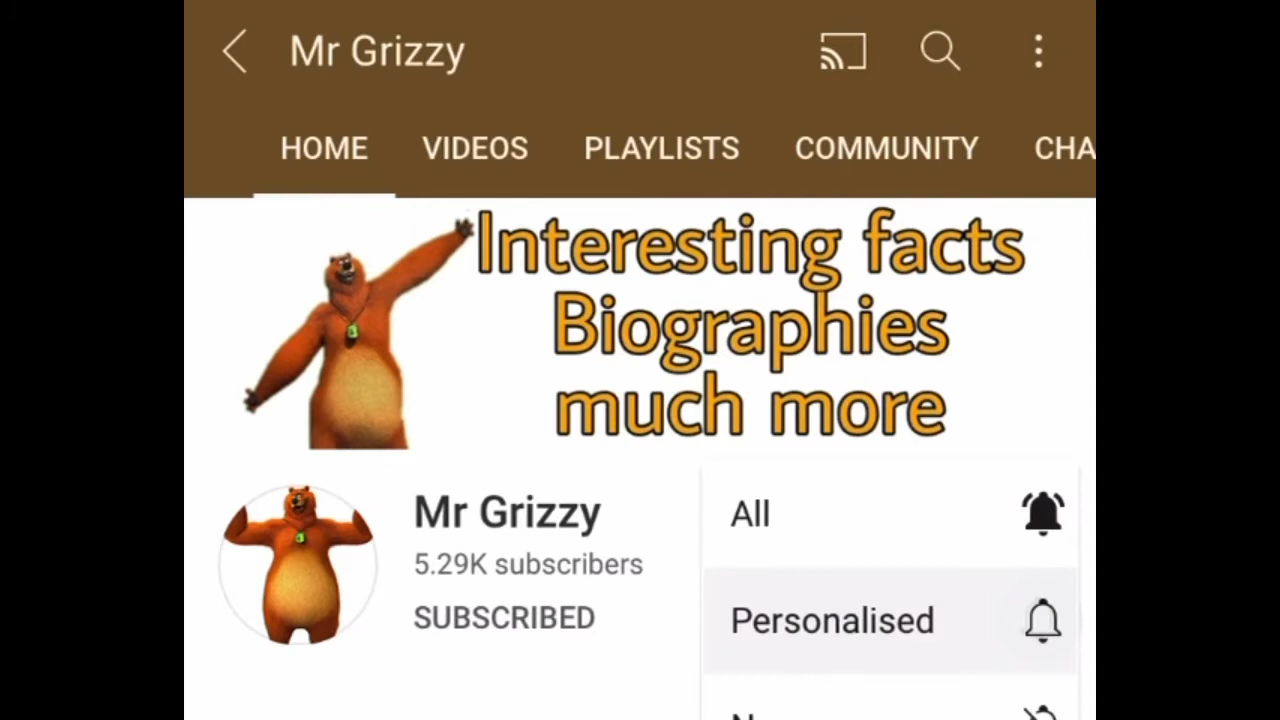 Mr Grizzy
HOME VIDEOS PLAYLISTS COMMUNITY CHA
Interesting facts
Biographies
much more
Mr Grizzy
5.29K subscribers
SUBSCRIBED
All
Personalised